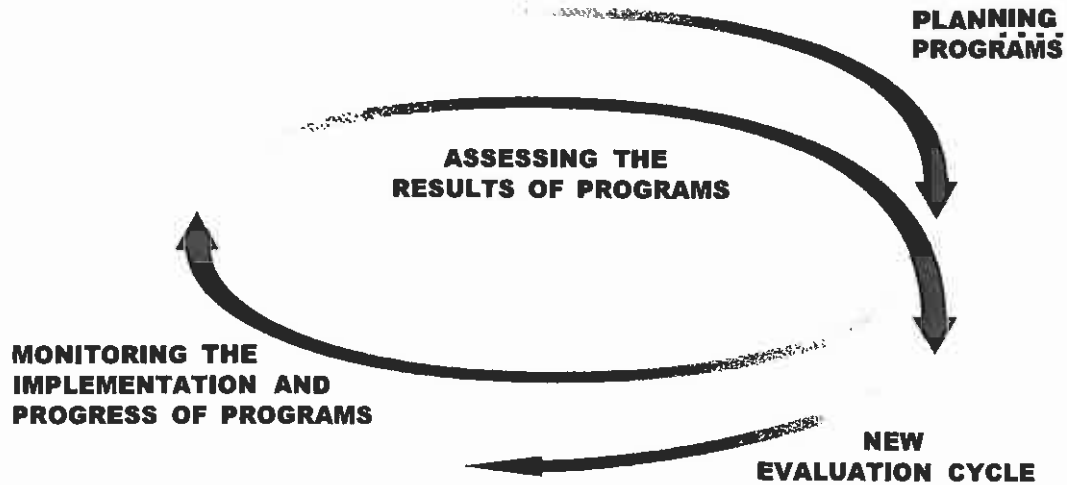 PLANNING
PROGRAMS
ASSESSING THE
RESULTS OF PROGRAMS
MONITORING THE
IMPLEMENTATION AND
PROGRESS OF PROGRAMS
NEW
EVALUATION CYCLE